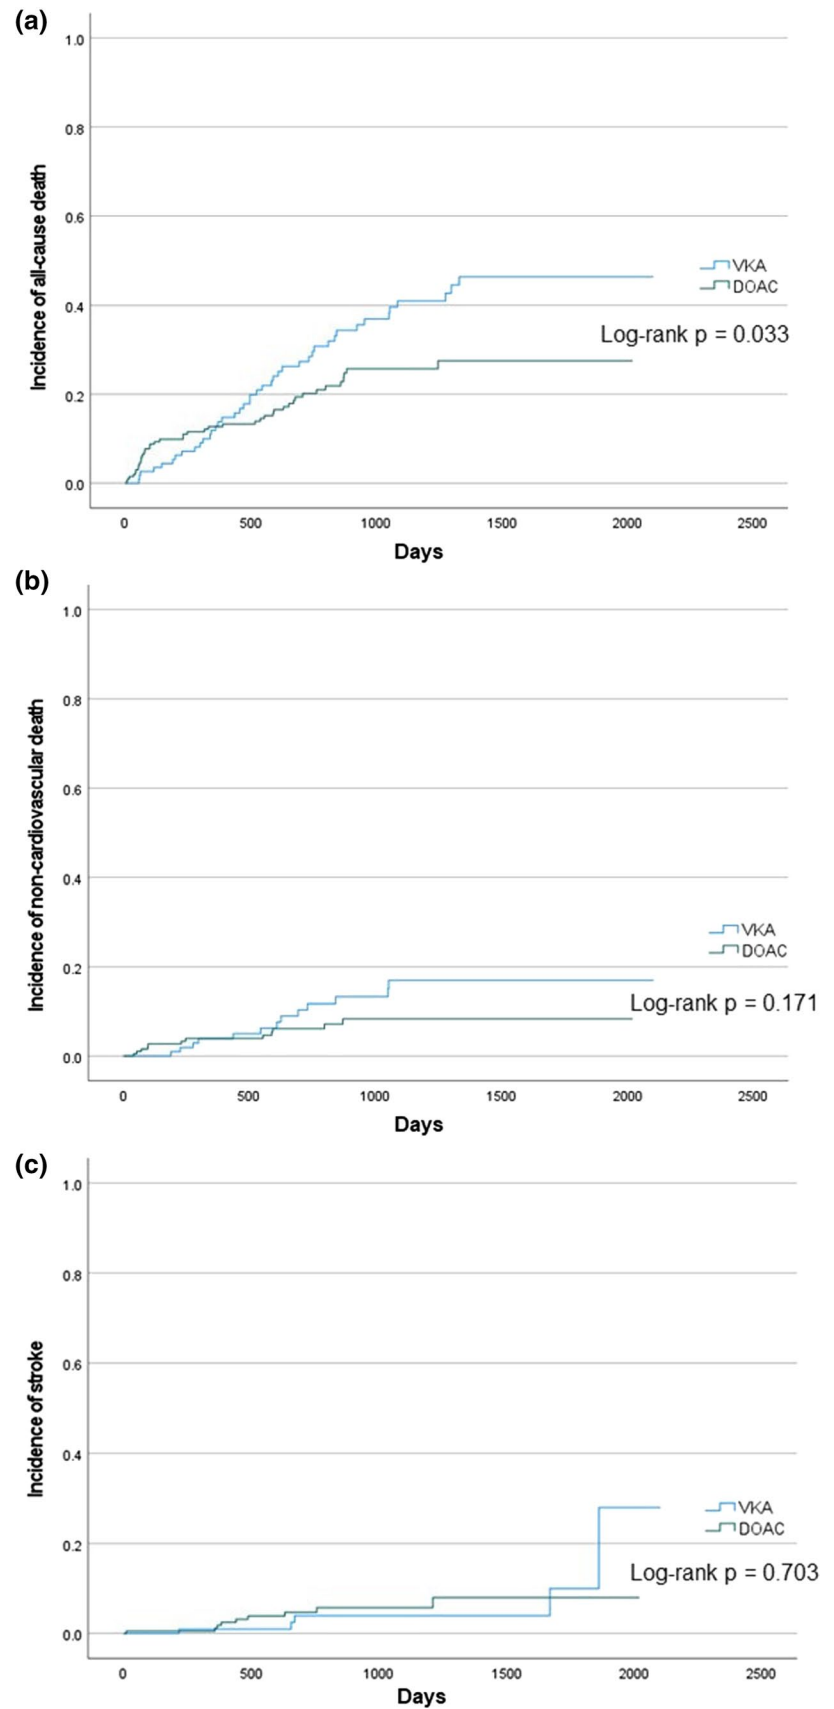 (a)
Incidence of all-cause death
1.0
0.8
0.6
0.4
0.2
0.0
VKA
DOAC
Log-rank p = 0.033
0 500 1000 1500 2000 2500
Days
(b)
Incidence of non-cardiovascular death
1.0
0.8
0.6
0.4
0.2
0.0
VKA
DOAC
Log-rank p = 0.171
0 500 1000 1500 2000 2500
Days
(c)
Incidence of stroke
1.0
0.8
0.6
0.4
0.2
0.0
VKA
DOAC
Log-rank p = 0.703
0 500 1000 1500 2000 2500
Days